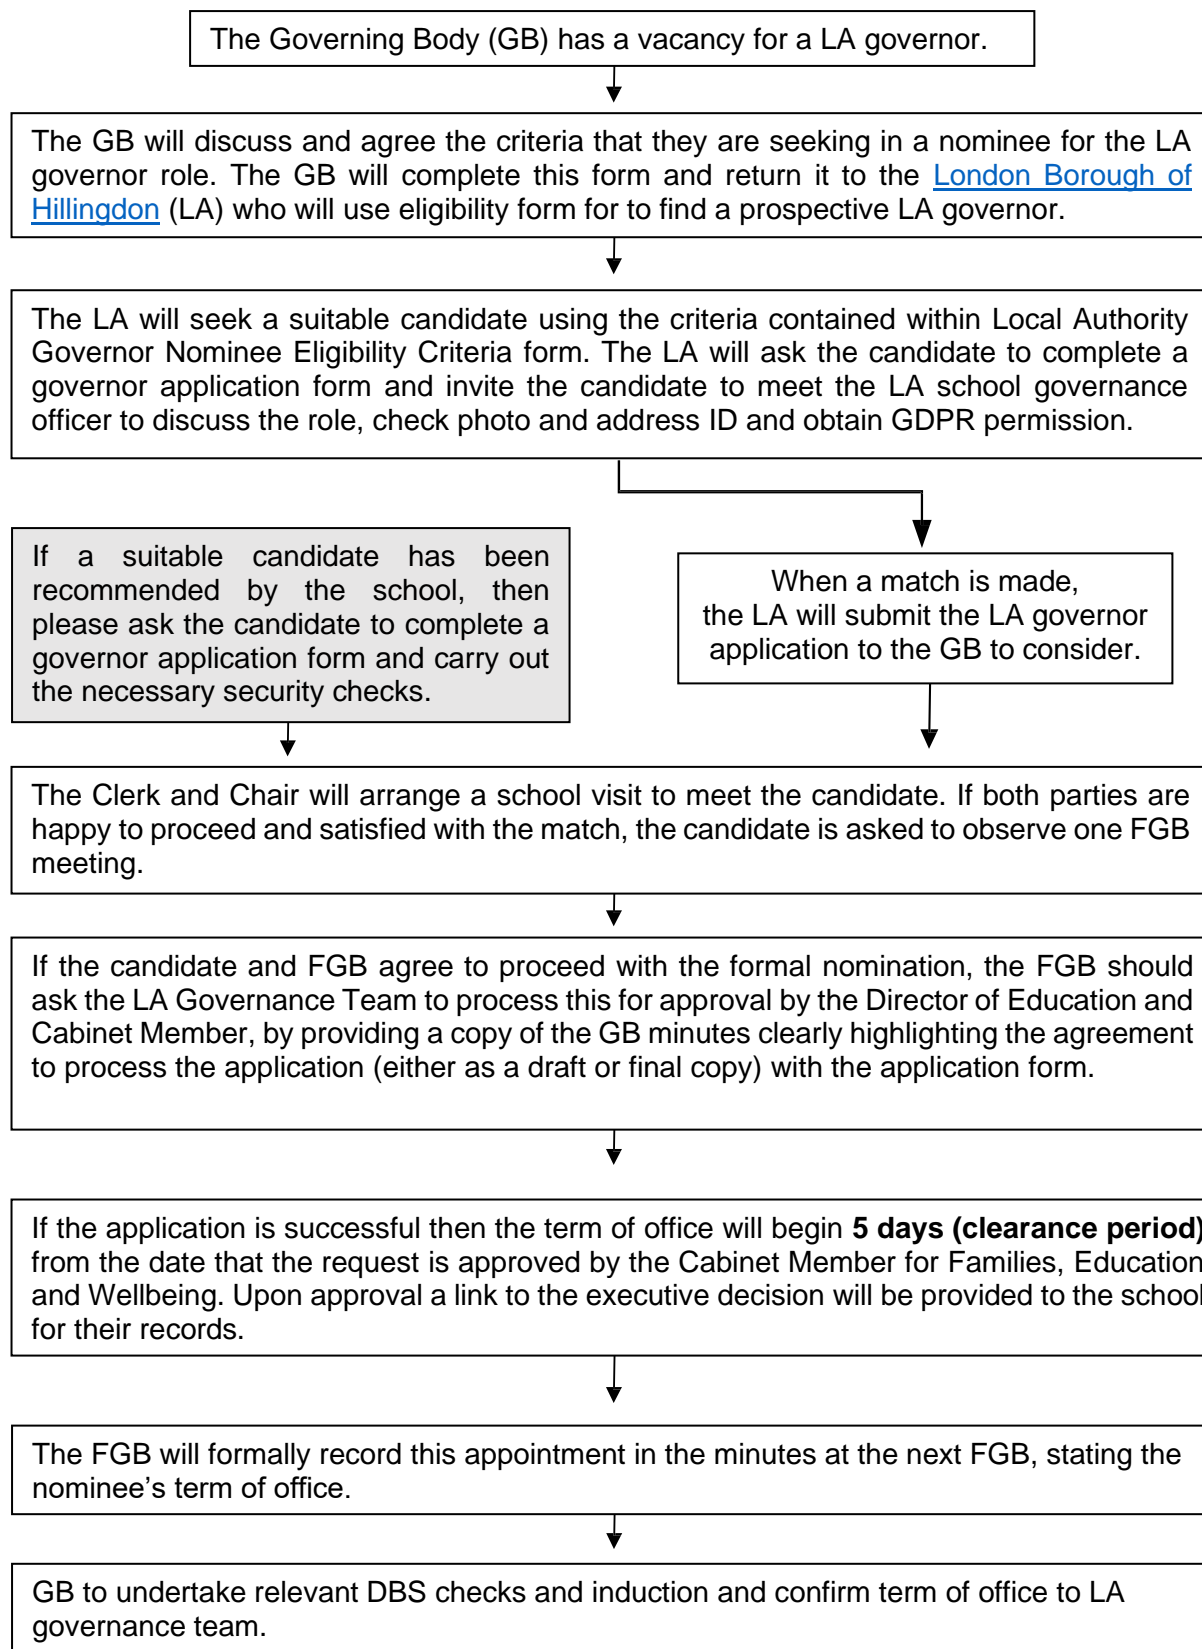 The Governing Body (GB) has a vacancy for a LA governor.
The GB will discuss and agree the criteria that they are seeking in a nominee for the LA
governor role. The GB will complete this form and return it to the London Borough of
Hillingdon (LA) who will use eligibility form for to find a prospective LA governor.
The LA will seek a suitable candidate using the criteria contained within Local Authority
Governor Nominee Eligibility Criteria form. The LA will ask the candidate to complete a
governor application form and invite the candidate to meet the LA school governance
officer to discuss the role, check photo and address ID and obtain GDPR permission.
If a suitable candidate has been
recommended by the school, then
please ask the candidate to complete a
governor application form and carry out
the necessary security checks.
When a match is made,
the LA will submit the LA governor
application to the GB to consider.
The Clerk and Chair will arrange a school visit to meet the candidate. If both parties are
happy to proceed and satisfied with the match, the candidate is asked to observe one FGB
meeting.
If the candidate and FGB agree to proceed with the formal nomination, the FGB should
ask the LA Governance Team to process this for approval by the Director of Education and
Cabinet Member, by providing a copy of the GB minutes clearly highlighting the agreement
to process the application (either as a draft or final copy) with the application form.
If the application is successful then the term of office will begin 5 days (clearance period)
from the date that the request is approved by the Cabinet Member for Families, Education
and Wellbeing. Upon approval a link to the executive decision will be provided to the school
for their records.
The FGB will formally record this appointment in the minutes at the next FGB, stating the
nominee’s term of office.
GB to undertake relevant DBS checks and induction and confirm term of office to LA
governance team.